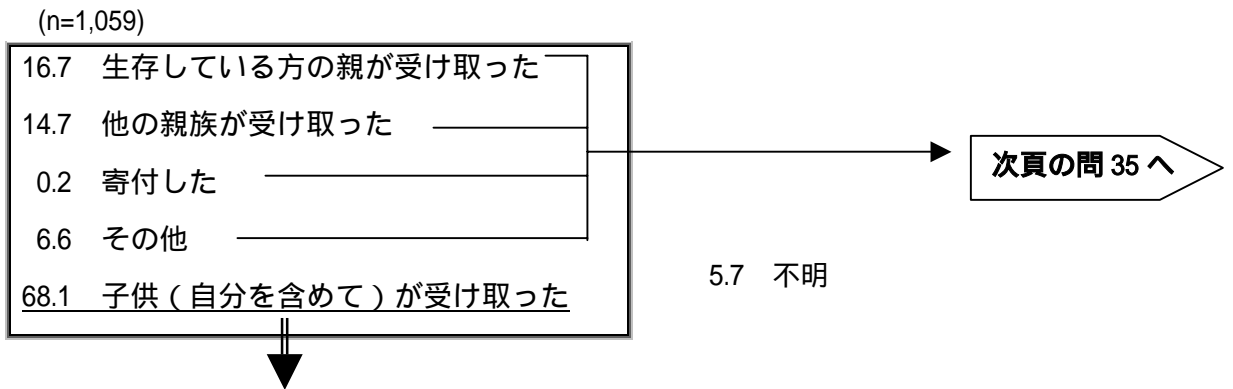 (n=1,059)
16.7 生存している方の親が受け取った
14.7 他の親族が受け取った
0.2 寄付した
6.6 その他
68.1 子供（自分を含めて）が受け取った
次頁の問 35 へ
5.7 不明